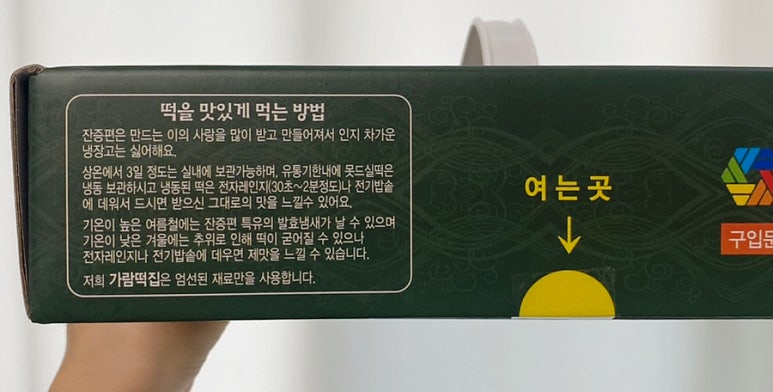 떡을 맛있게 먹는 방법
잔증편은 만드는 이의 사랑을 많이 받고 만들어져서 인지 차가운
냉장고는 싫어해요.
상온에서 3일 정도는 실내에 보관가능하며, 유통기한내에 못드실떡은
냉동 보관하시고 냉동된 떡은 전자레인지(30초~2분정도)나 전기밥솥
에 데워서 드시면 받으신 그대로의 맛을 느낄수 있어요.
기온이 높은 여름철에는 잔증편 특유의 발효냄새가 날 수 있으며
기온이 낮은 겨울에는 추위로 인해 떡이 굳어질 수 있으나
전자레인지나 전기밥솥에 데우면 제맛을 느낄 수 있습니다.
저희 가람떡집은 엄선된 재료만을 사용합니다.
여는곳
구입문